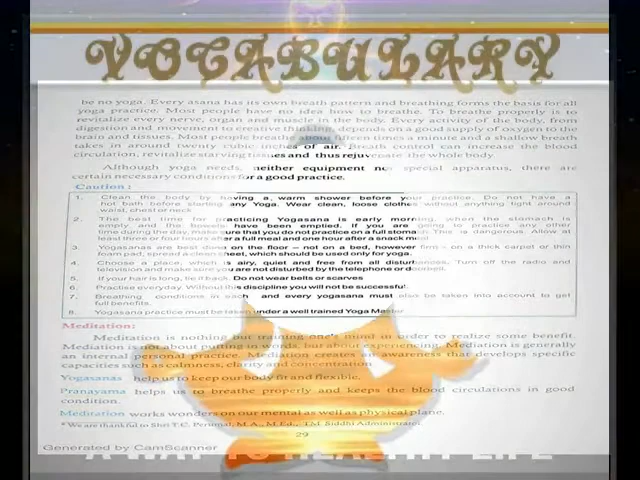 VOCABULARY
be no yoga. Every asana has its own breath pattern and breathing forms the basis for all
yoga practice. Most people have no idea how to breathe. To breathe properly is to
revitalize every nerve, organ and muscle in the body. Every activity of the body, from
digestion and movement to creative thinking, depends on a good supply of oxygen to the
brain and tissues. Most people breathe about fifteen times a minute and a shallow breath
takes in around twenty cubic inches of air. Breath control can increase the blood
circulation, revitalize starving tissues and thus rejuvenate the whole body
Although yoga needs, neither equipment nor special apparatus, there are
certain necessary conditions for a good practice.
Caution :
1. Clean the body by having a warm shower before your practice. Do not have a
hot bath before starting any Yoga. Wear clean, loose clothes without anything tight around
waist, chest or neck
2. The best time for practicing Yogasana is early morning, when the stomach is
empty, and the bowels have been emptied. If you are going to practice any other
time during the day, make sure that you do not practice on a full stomach This is dangerous. Allow at
least three or four hours after a full meal and one hour after a snack meal
3. Yogasanas are best done on the floor – not on a bed, however firm - on a thick carpet or thin
foam pad, spread a clean sheet, which should be used only for yoga.
4. Choose a place, which is airy, quiet and free from all disturbances. Turn off the radio and
television and make sure you are not disturbed by the telephone or doorbell.
5. If your hair is long, tie it back. Do not wear belts or scarves
6. Practise everyday. Without this discipline you will not be successful.
7. Breathing conditions in each and every yogasana must also be taken into account to get
full benefits.
8. Yogasana practice must be taken under a well trained Yoga Master
Meditation:
Meditation is nothing but training one's mind in order to realize some benefit.
Mediation is not about putting in words, but about experiencing. Mediation is generally
an internal personal practice. Mediation creates an awareness that develops specific
capacities such as calmness, clarity and concentration
Yogasanas help us to keep our body fit and flexible.
Pranayama helps us to breathe properly and keeps the blood circulations in good
condition.
Meditation works wonders on our mental as well as physical plane.
*We are thankful to Shri T.C. Perumal, M.A., M.Ed., T.M. Siddhi Administrator
29
Generated by CamScanner
A WAY TO HEALTHY LIFE